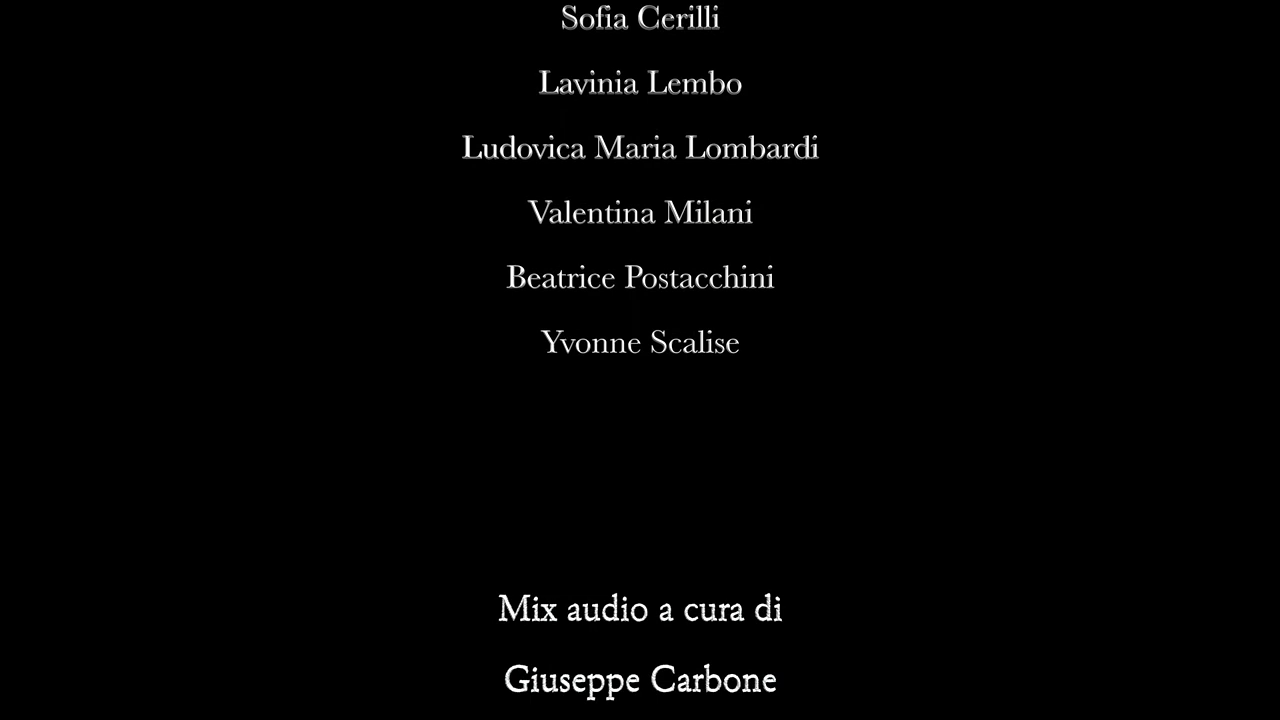 Sofia Cerilli
Lavinia Lembo
Ludovica Maria Lombardi
Valentina Milani
Beatrice Postacchini
Yvonne Scalise
Mix audio a cura di
Giuseppe Carbone